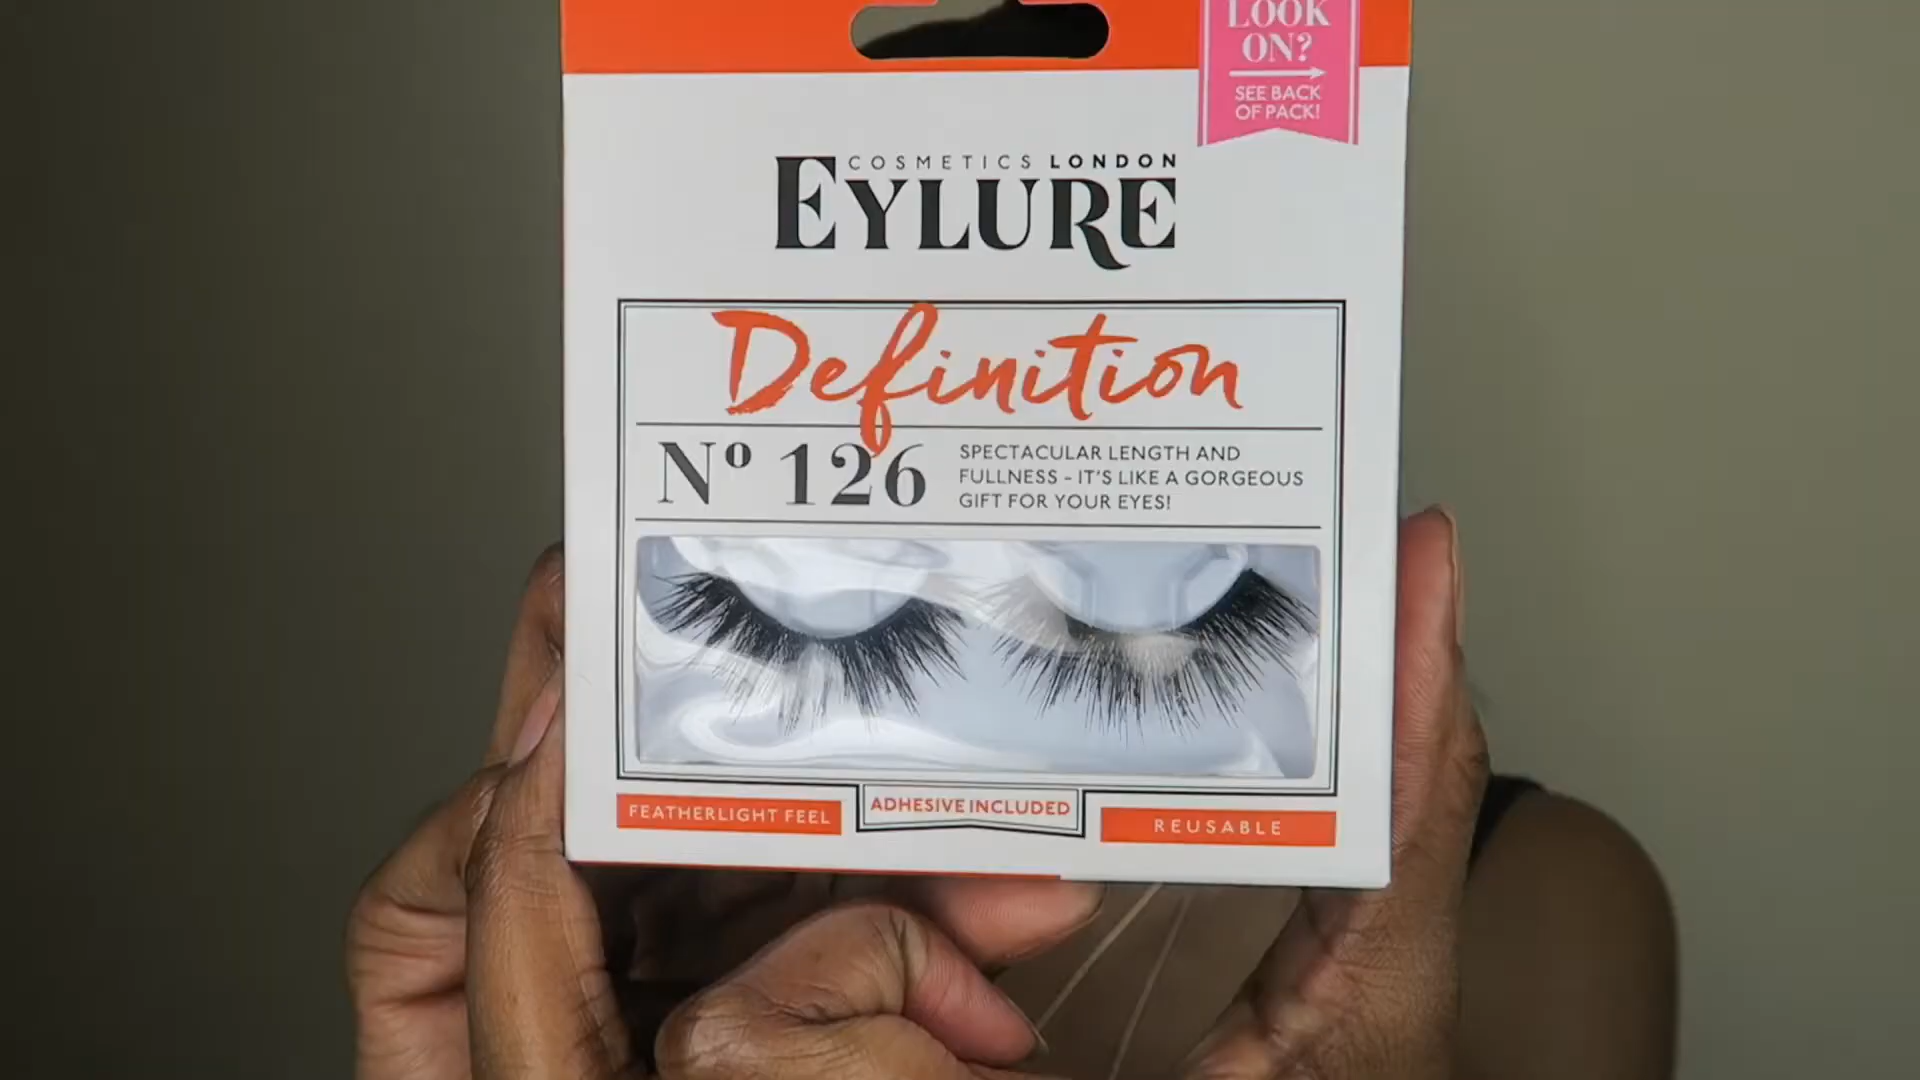 LOOK
ON?
SEE BACK
OF PACK!
COSMETICS LONDON
EYLURE
Definition
Nº 126
SPECTACULAR LENGTH AND
FULLNESS - IT'S LIKE A GORGEOUS
GIFT FOR YOUR EYES!
FEATHERLIGHT FEEL
ADHESIVE INCLUDED
REUSABLE